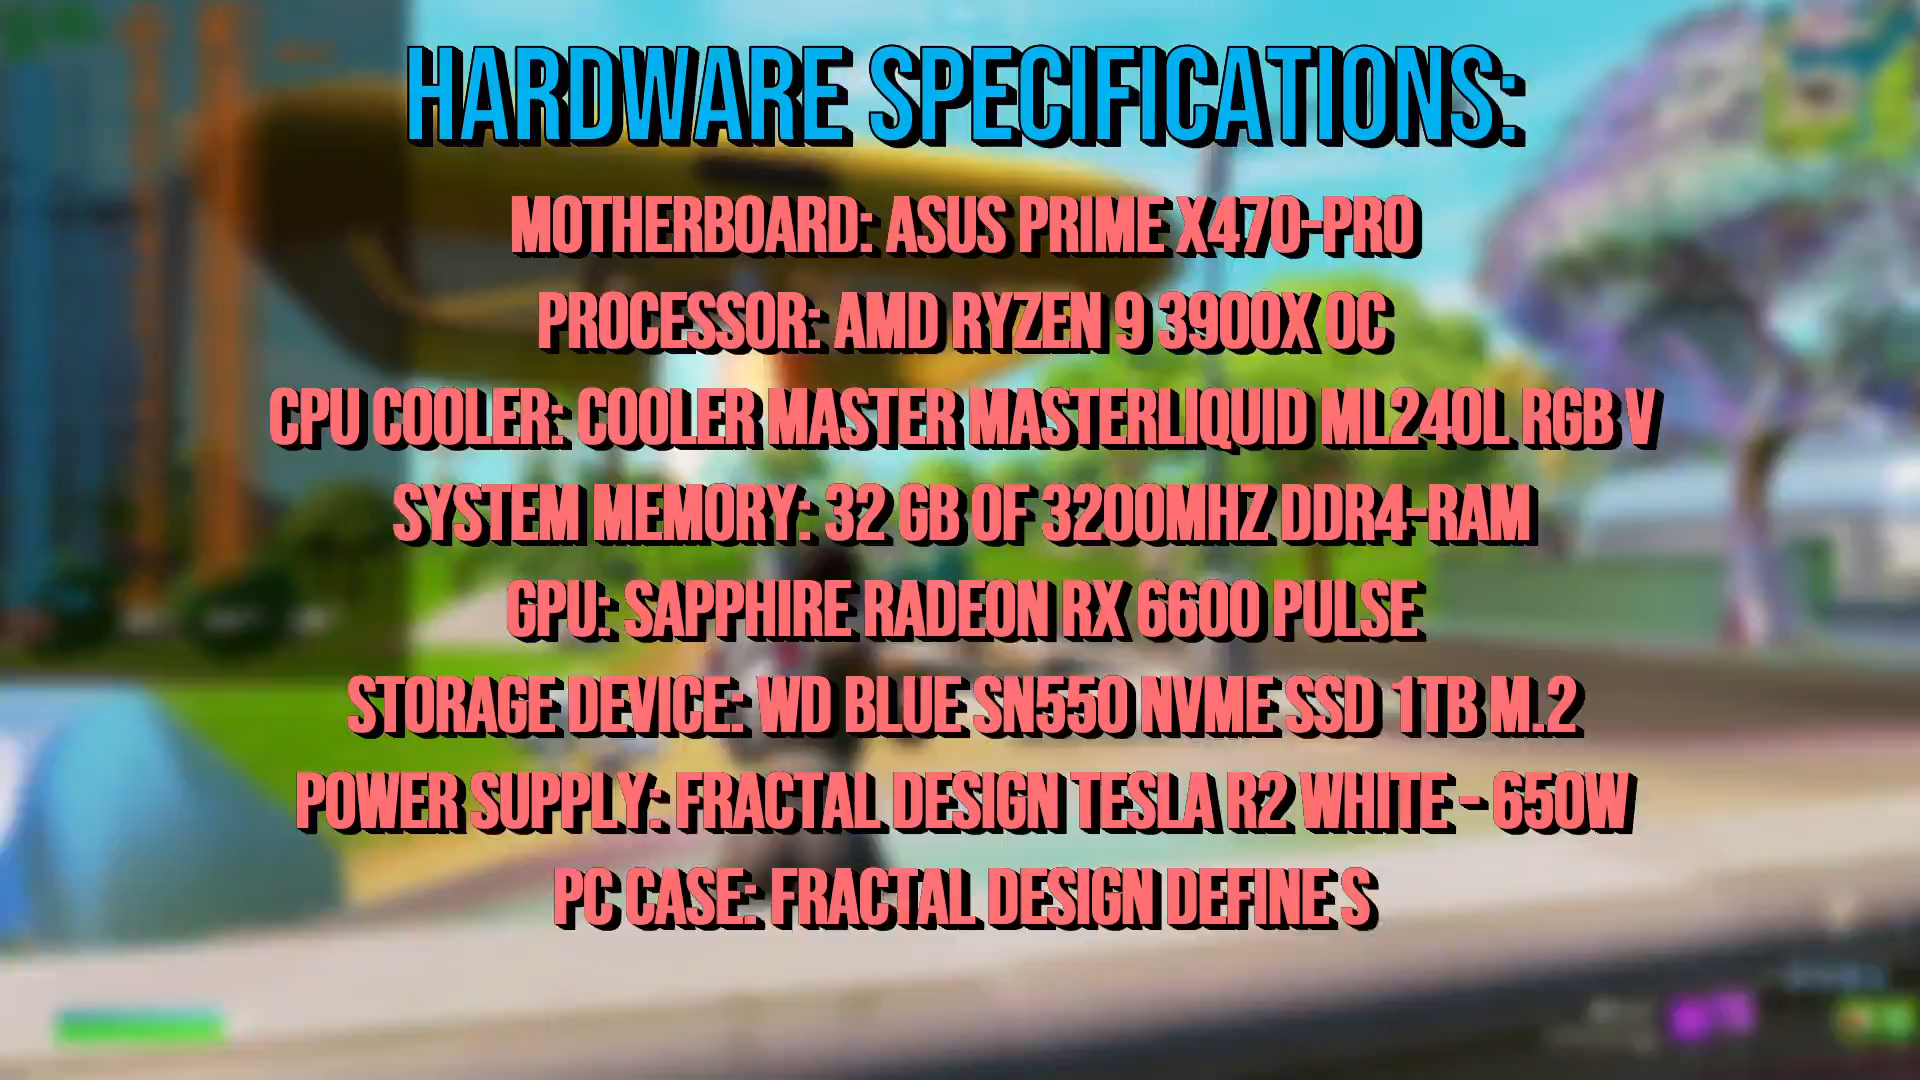 HARDWARE SPECIFICATIONS:
MOTHERBOARD: ASUS PRIME X470-PRO
PROCESSOR: AMD RYZEN 9 3900X OC
CPU COOLER: COOLER MASTER MASTERLIQUID ML240L RGB V
SYSTEM MEMORY: 32 GB OF 3200MHZ DDR4-RAM
GPU: SAPPHIRE RADEON RX 6600 PULSE
STORAGE DEVICE: WD BLUE SN550 NVME SSD 1TB M.2
POWER SUPPLY: FRACTAL DESIGN TESLA R2 WHITE - 650W
PC CASE: FRACTAL DESIGN DEFINE S